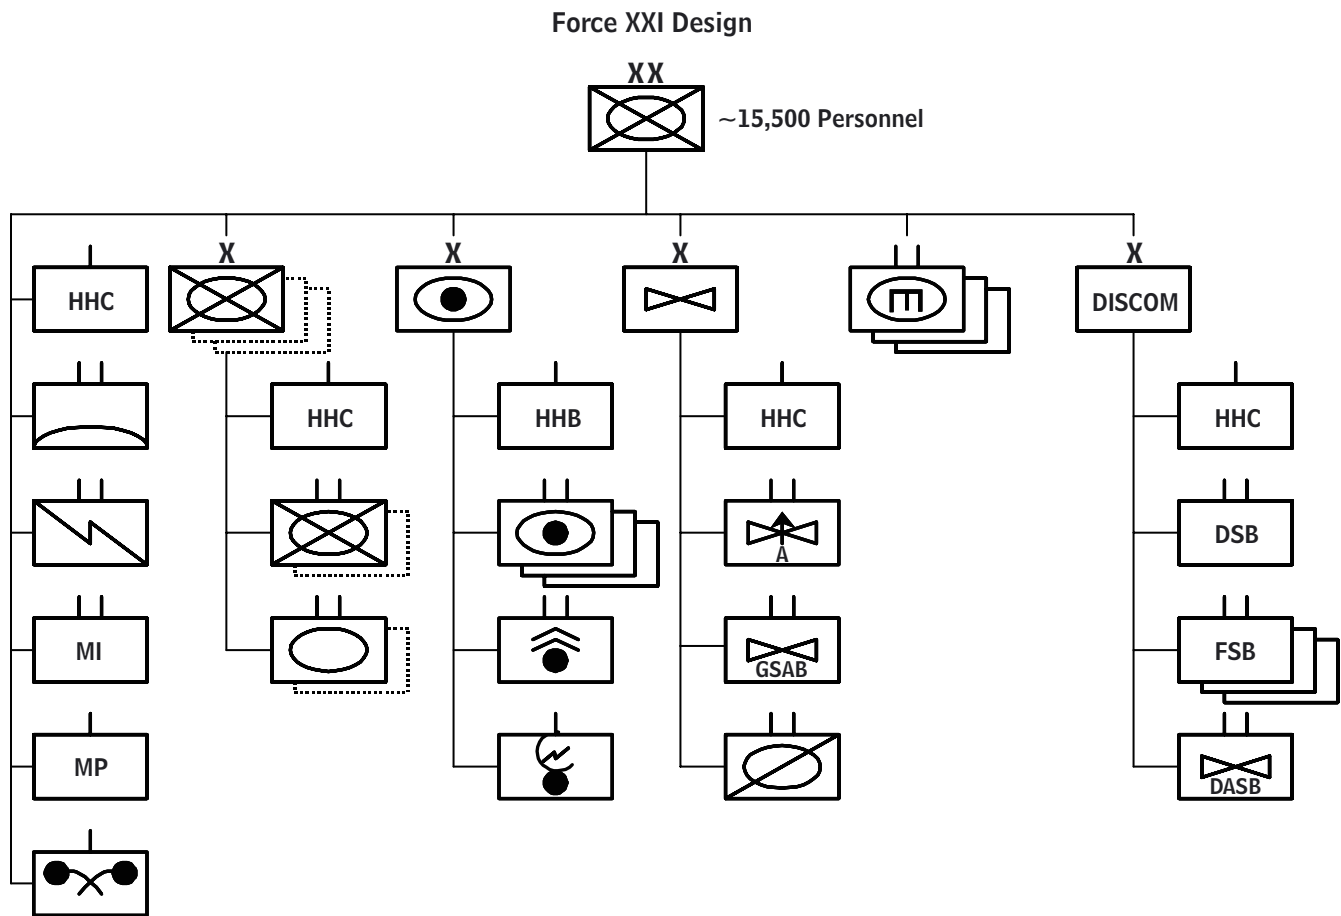 Force XXI Design
XX
~15,500 Personnel
X
X
X
X
HHC
DISCOM
HHC
HHB
HHC
HHC
A
DSB
MI
GSAB
FSB
MP
DASB